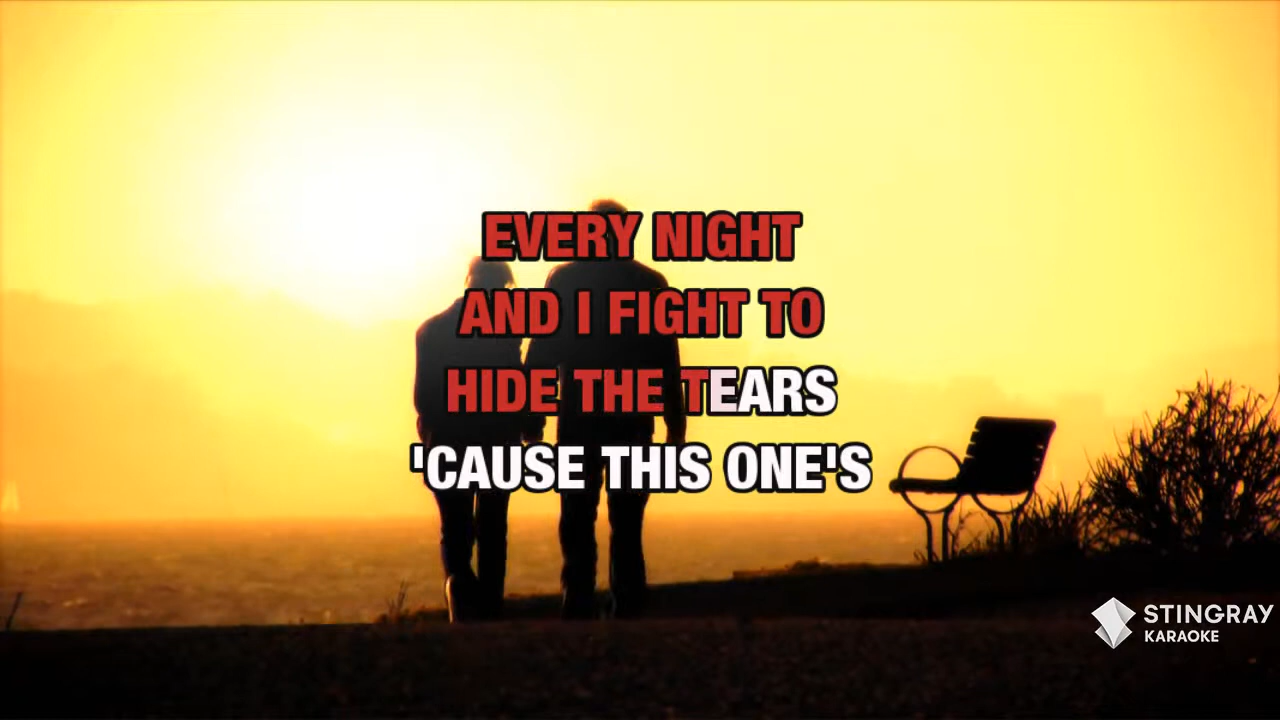 EVERY NIGHT
AND I FIGHT TO
HIDE THE TEARS
'CAUSE THIS ONE'S
STINGRAY
KARAOKE